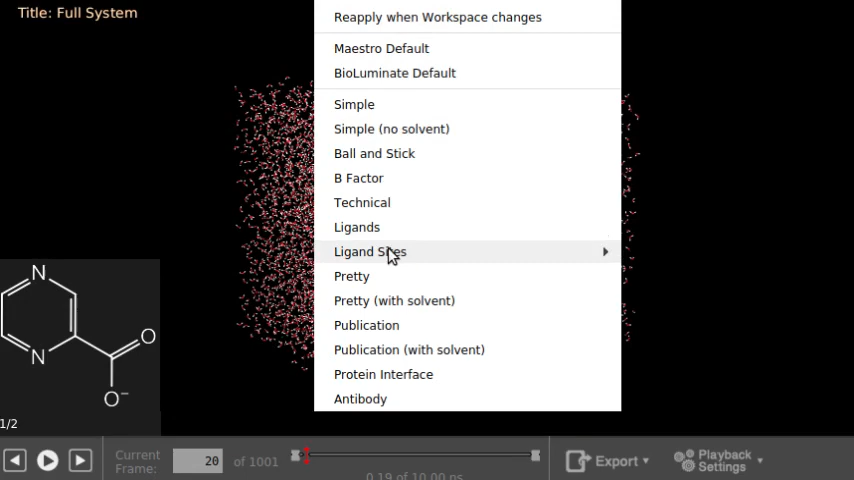 Title: Full System
Reapply when Workspace changes
Maestro Default
BioLuminate Default
Simple
Simple (no solvent)
Ball and Stick
B Factor
Technical
Ligands
Ligand Sites
Pretty
Pretty (with solvent)
Publication
Publication (with solvent)
Protein Interface
Antibody
N
N
O
O⁻
1/2
Current Frame: 20 of 1001
0.19 of 10.00 ns
Export
Playback Settings